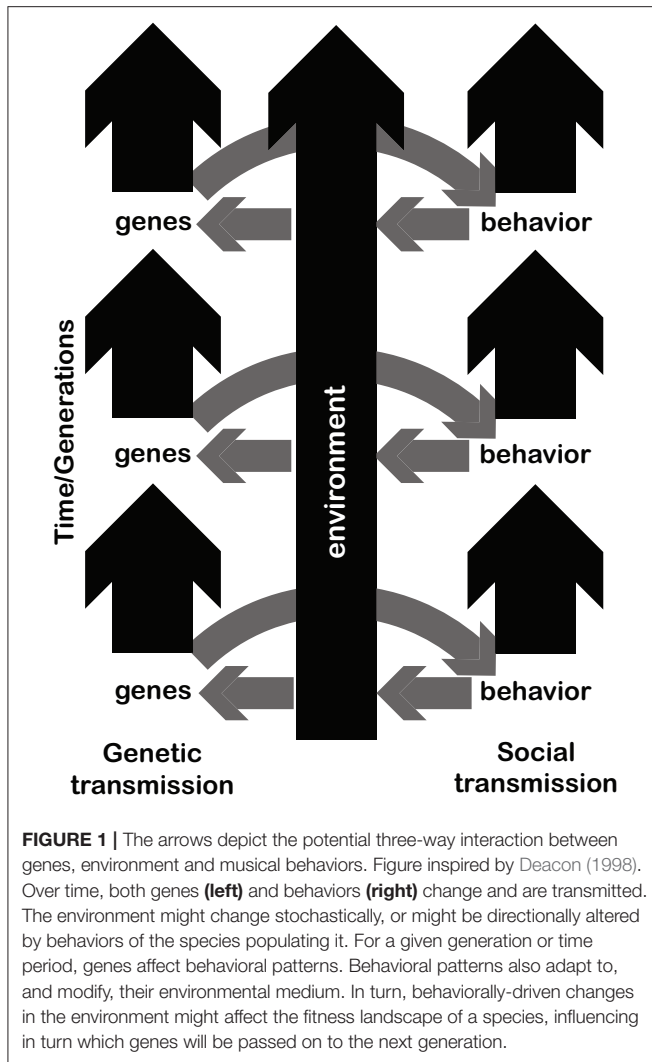 genes
behavior
genes
behavior
Time/Generations
environment
genes
behavior
Genetic
transmission
Social
transmission
FIGURE 1 | The arrows depict the potential three-way interaction between
genes, environment and musical behaviors. Figure inspired by Deacon (1998).
Over time, both genes (left) and behaviors (right) change and are transmitted.
The environment might change stochastically, or might be directionally altered
by behaviors of the species populating it. For a given generation or time
period, genes affect behavioral patterns. Behavioral patterns also adapt to,
and modify, their environmental medium. In turn, behaviorally-driven changes
in the environment might affect the fitness landscape of a species, influencing
in turn which genes will be passed on to the next generation.